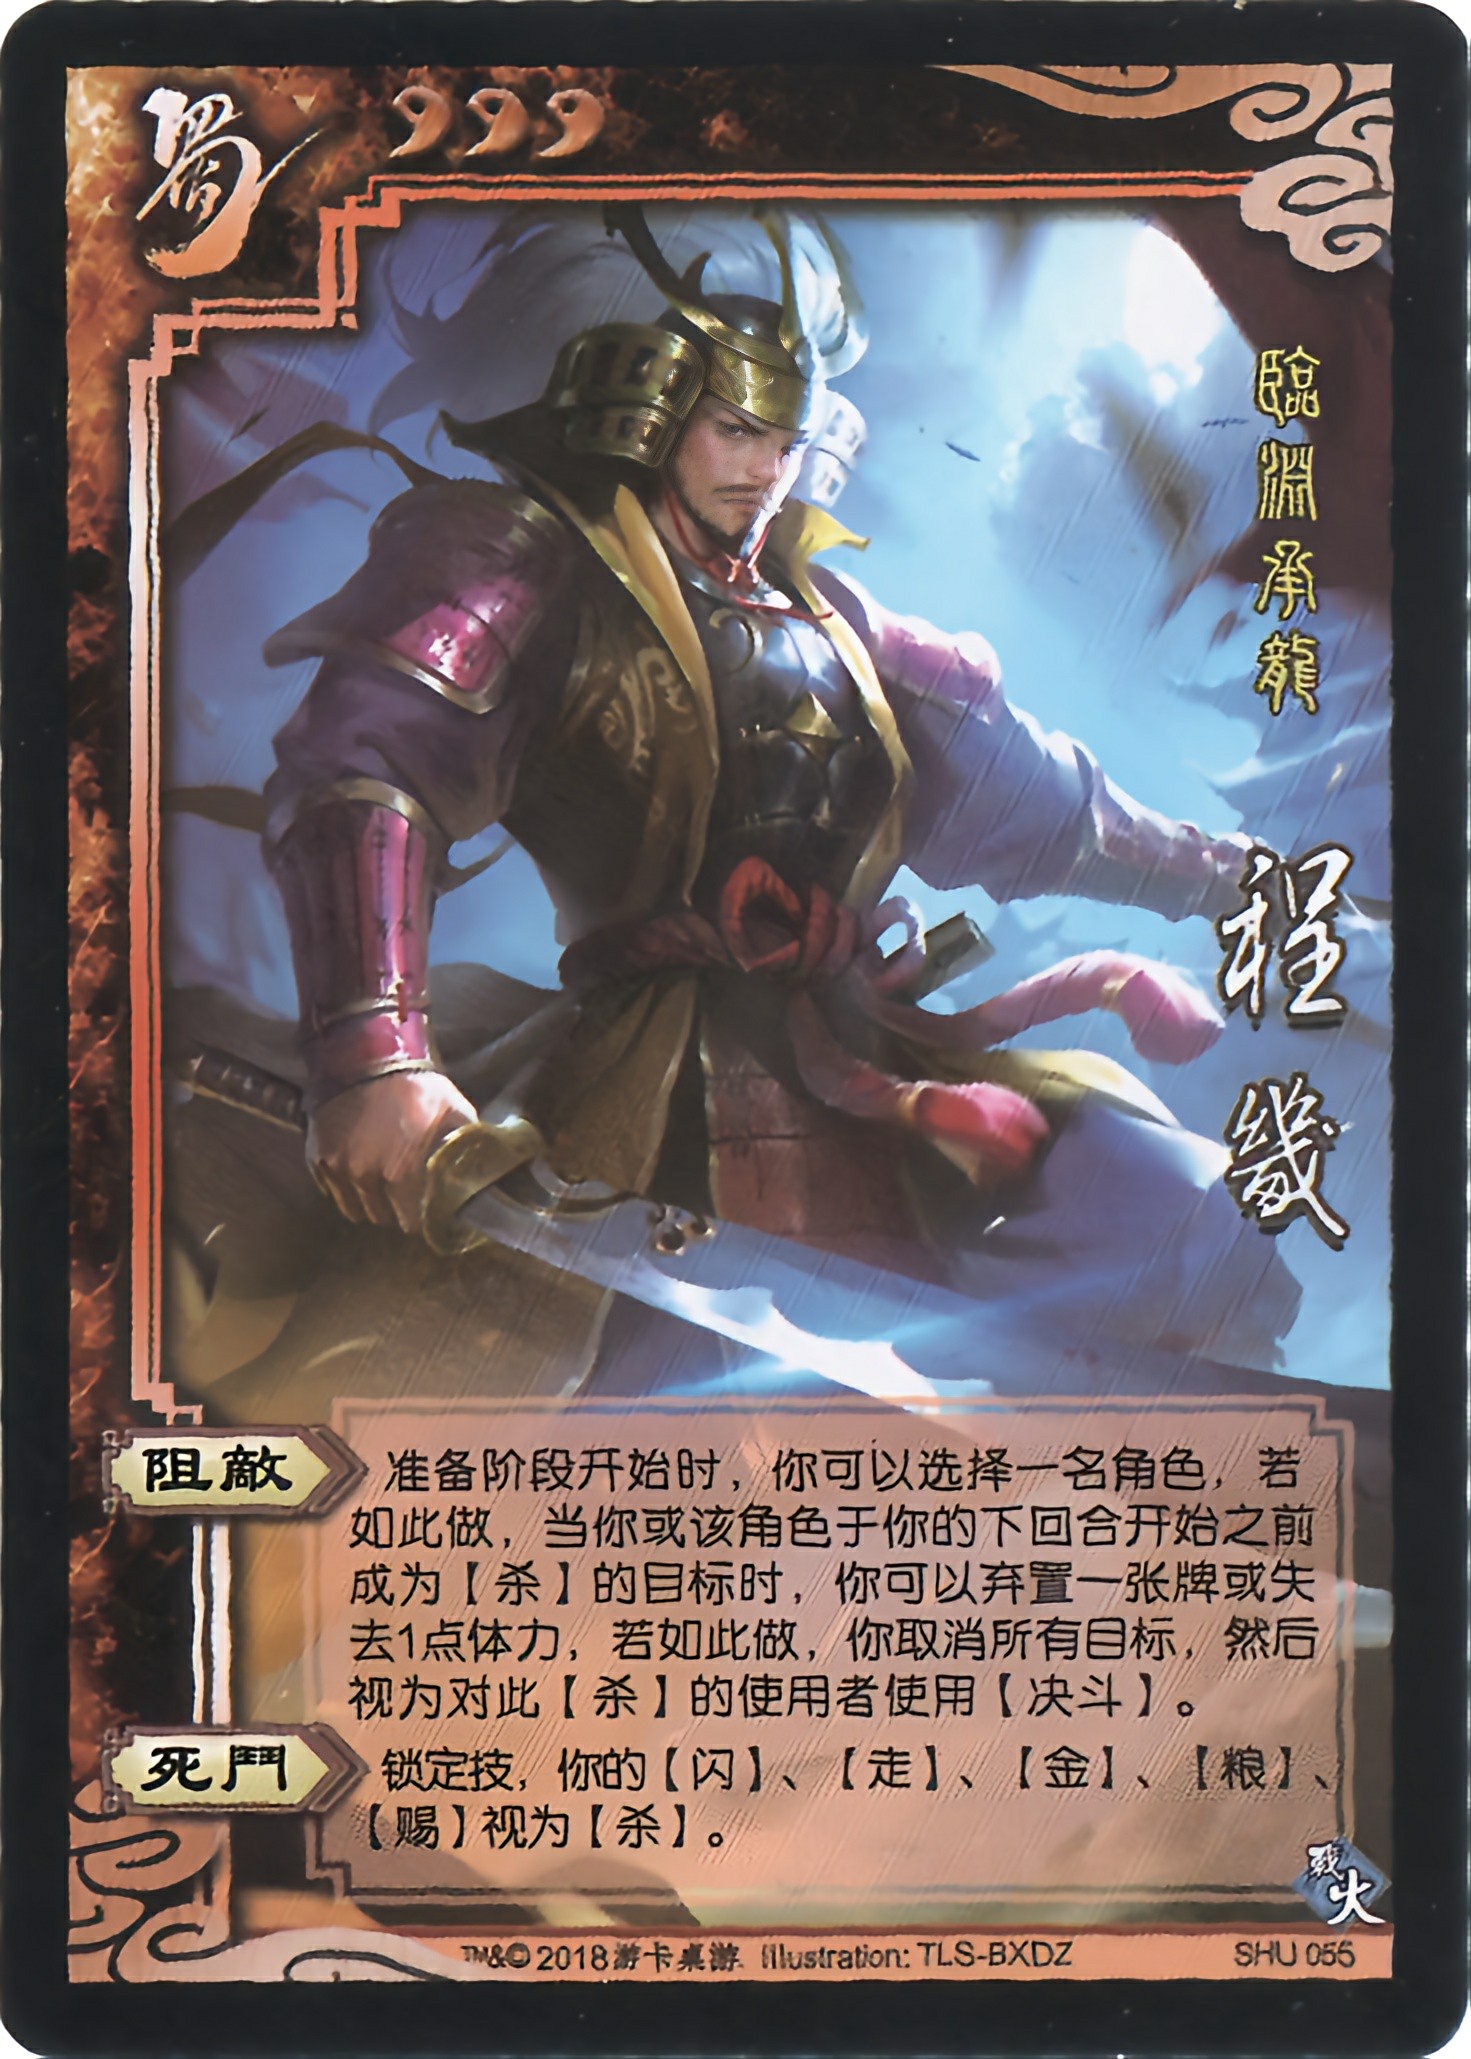 蜀
臨淵承龍
程畿
阻敵
准备阶段开始时，你可以选择一名角色，若
如此做，当你或该角色于你的下回合开始之前
成为【杀】的目标时，你可以弃置一张牌或失
去1点体力，若如此做，你取消所有目标，然后
视为对此【杀】的使用者使用【决斗】。
死鬥
锁定技，你的【闪】、【走】、【金】、【粮】、
【赐】视为【杀】。
战火
™&©2018游卡桌游. Illustration: TLS-BXDZ
SHU 055